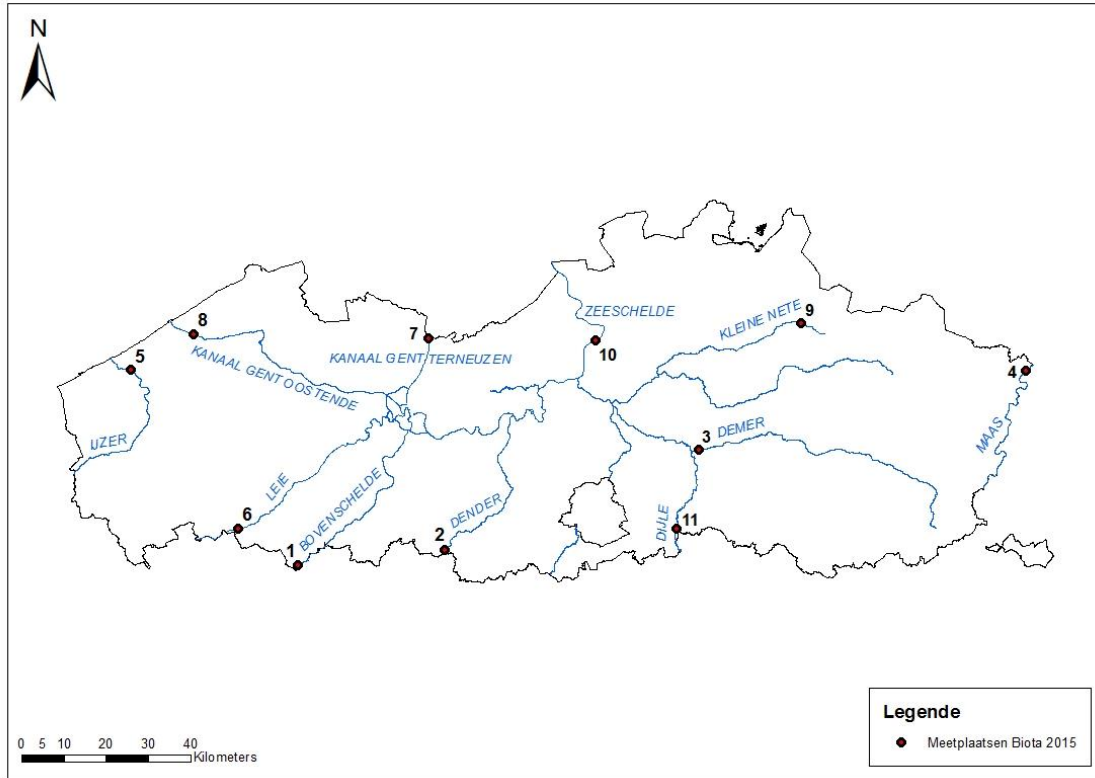 N
ZEESCHELDE
KLEINE NETE
9
8
7
KANAAL GENT TERNEUZEN
10
KANAAL GENT OOSTENDE
5
4
IJZER
LEIE
BOVENSCHELDE
DENDER
3
DEMER
MAAS
6
1
2
DIJLE
11
Legende
Meetplaatsen Biota 2015
0 5 10 20 30 40
Kilometers